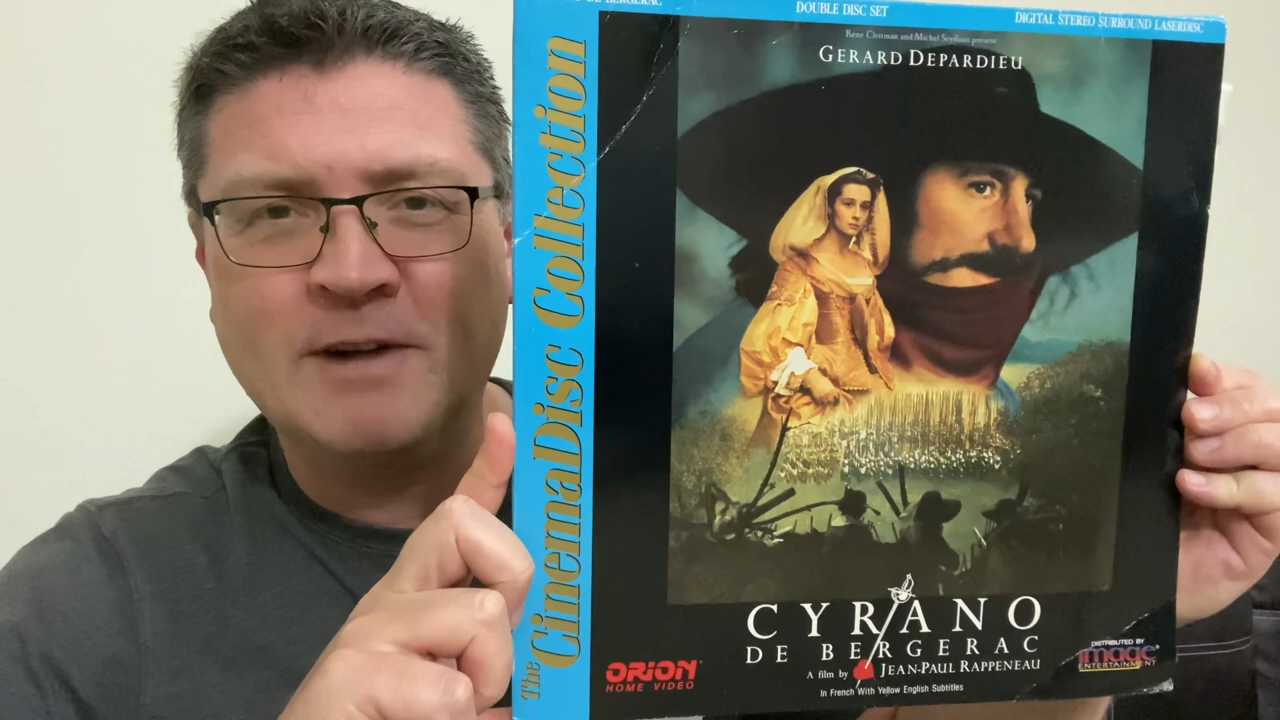 DE BERGERAC
DOUBLE DISC SET
DIGITAL STEREO SURROUND LASERDISC
The CinemaDisc Collection
Rene Cleitman and Michel Seydoux present
GERARD DEPARDIEU
CYRANO
DE BERGERAC
A film by JEAN-PAUL RAPPENEAU
In French With Yellow English Subtitles
ORION
HOME VIDEO
DISTRIBUTED BY
image
ENTERTAINMENT